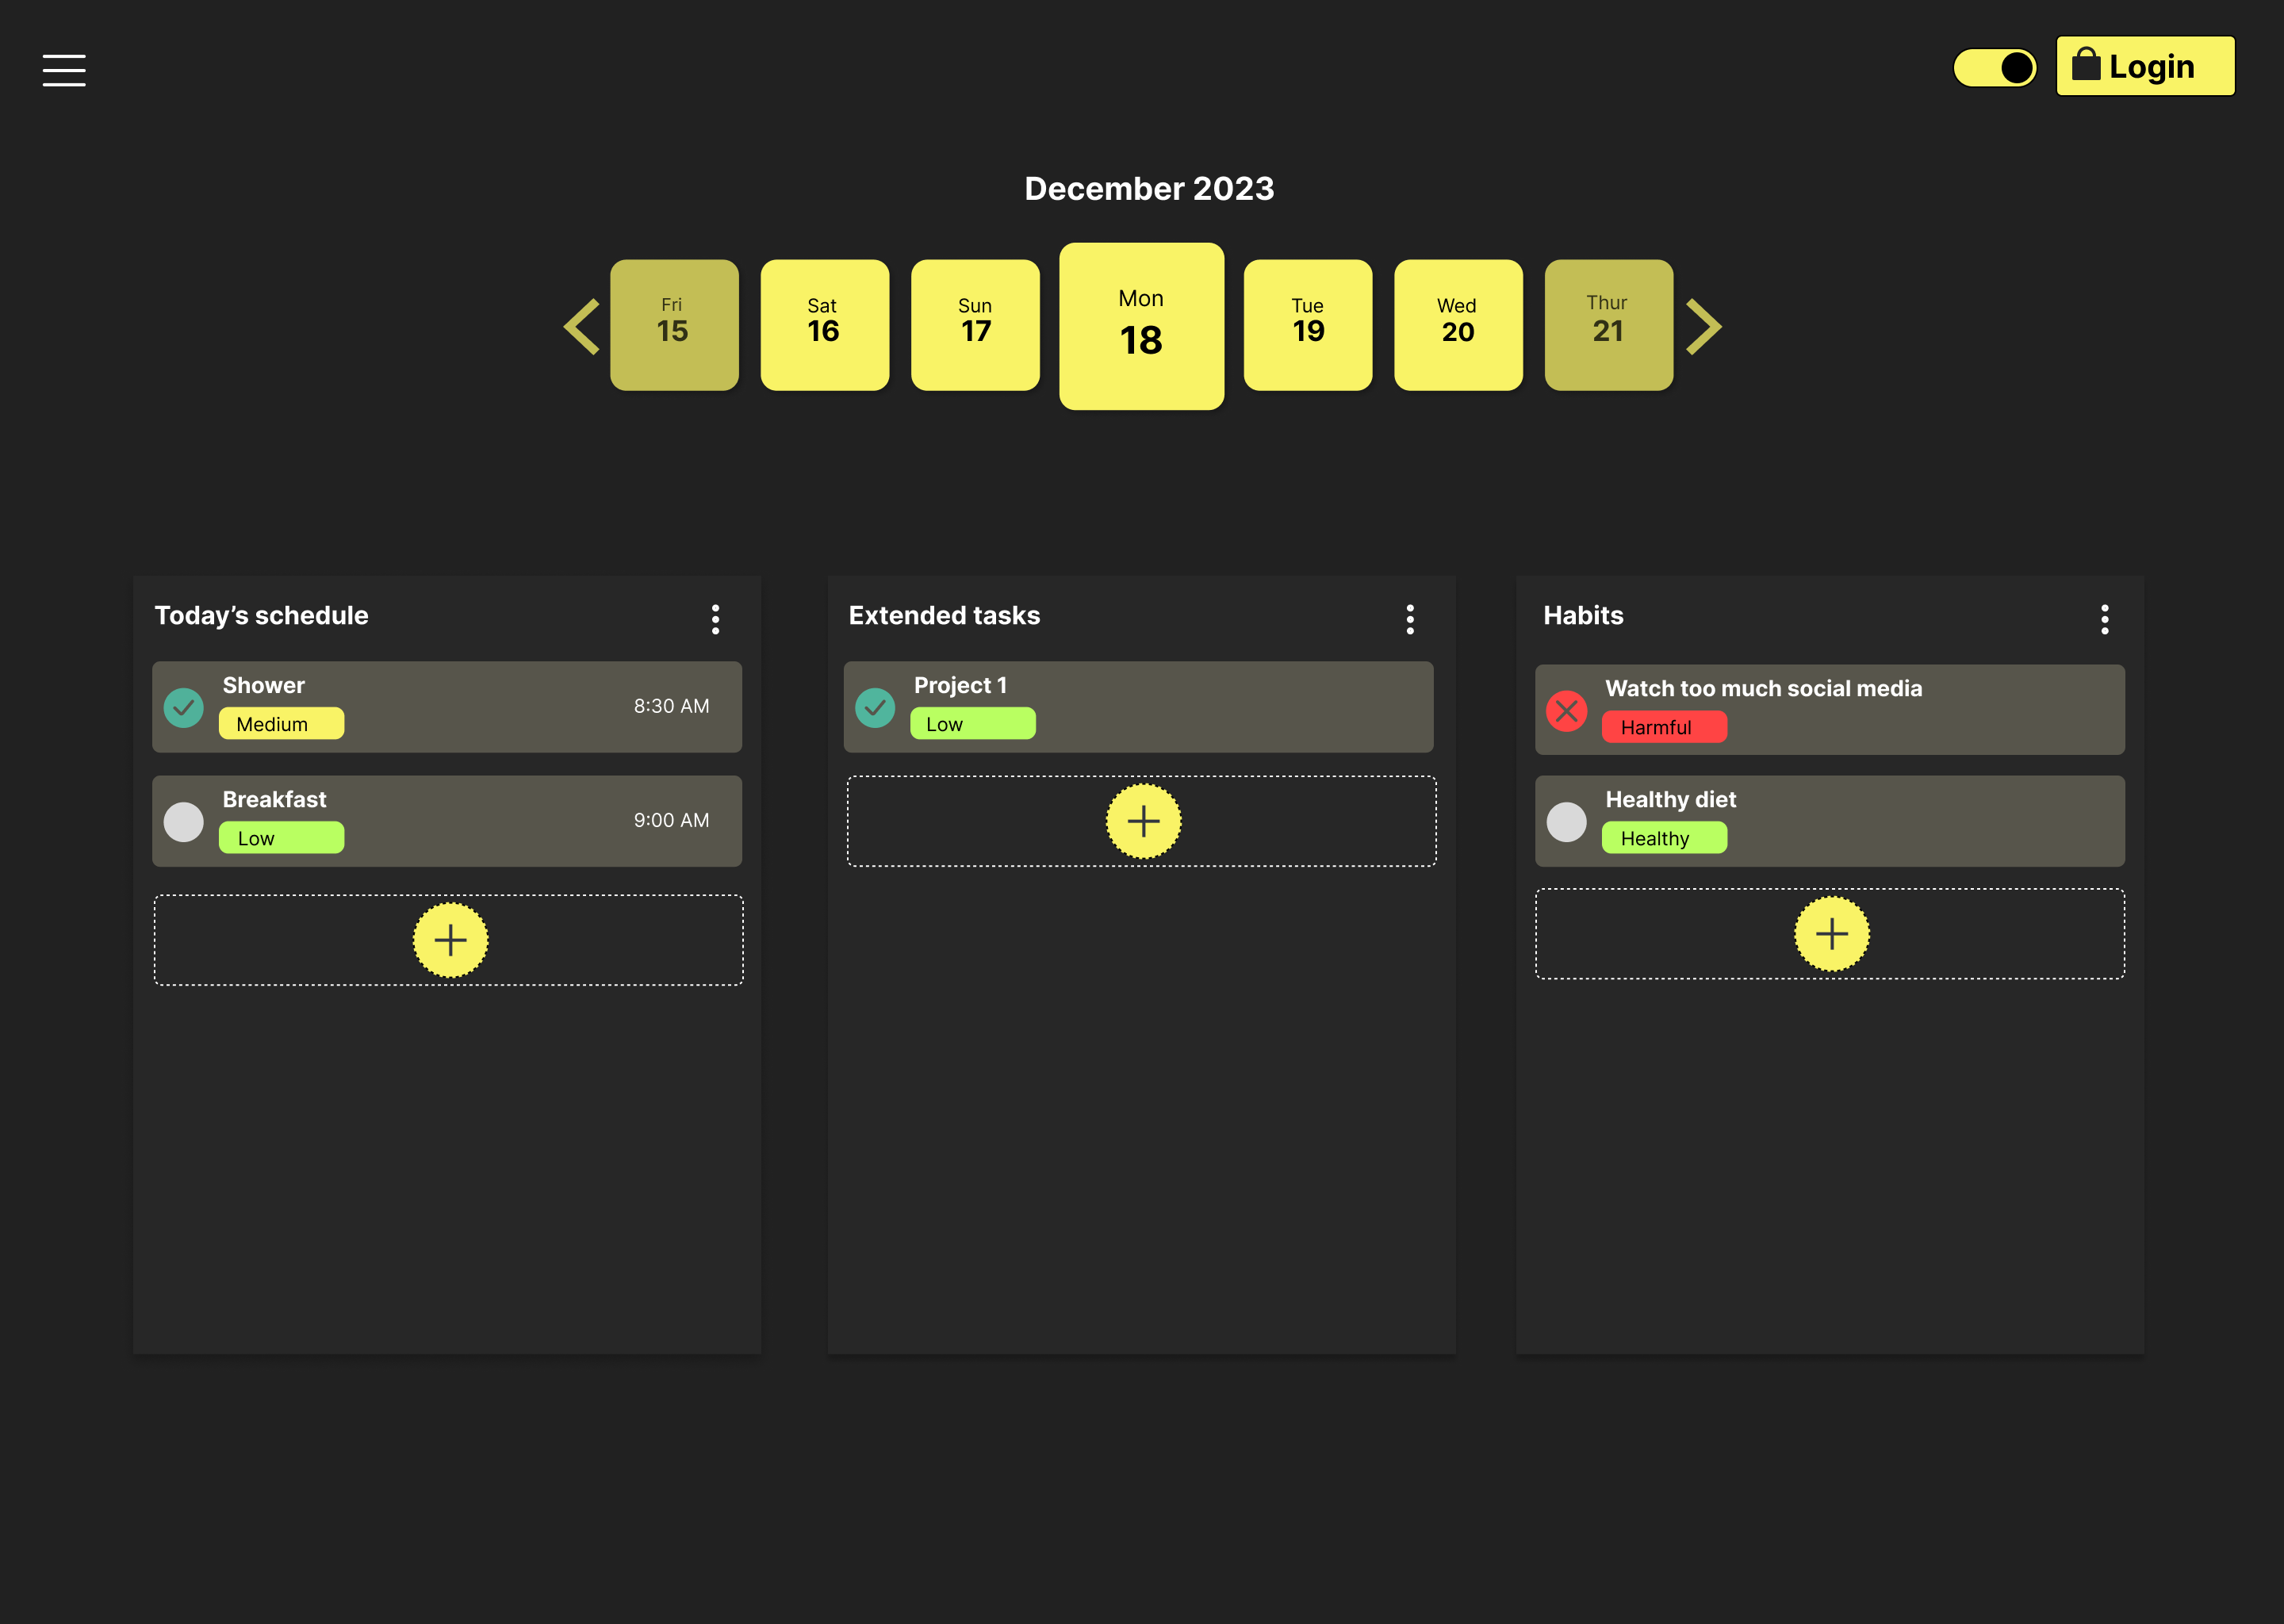 Login
December 2023
Fri
15
Sat
16
Sun
17
Mon
18
Tue
19
Wed
20
Thur
21
Today’s schedule
Shower
Medium
8:30 AM
Breakfast
Low
9:00 AM
Extended tasks
Project 1
Low
Habits
Watch too much social media
Harmful
Healthy diet
Healthy